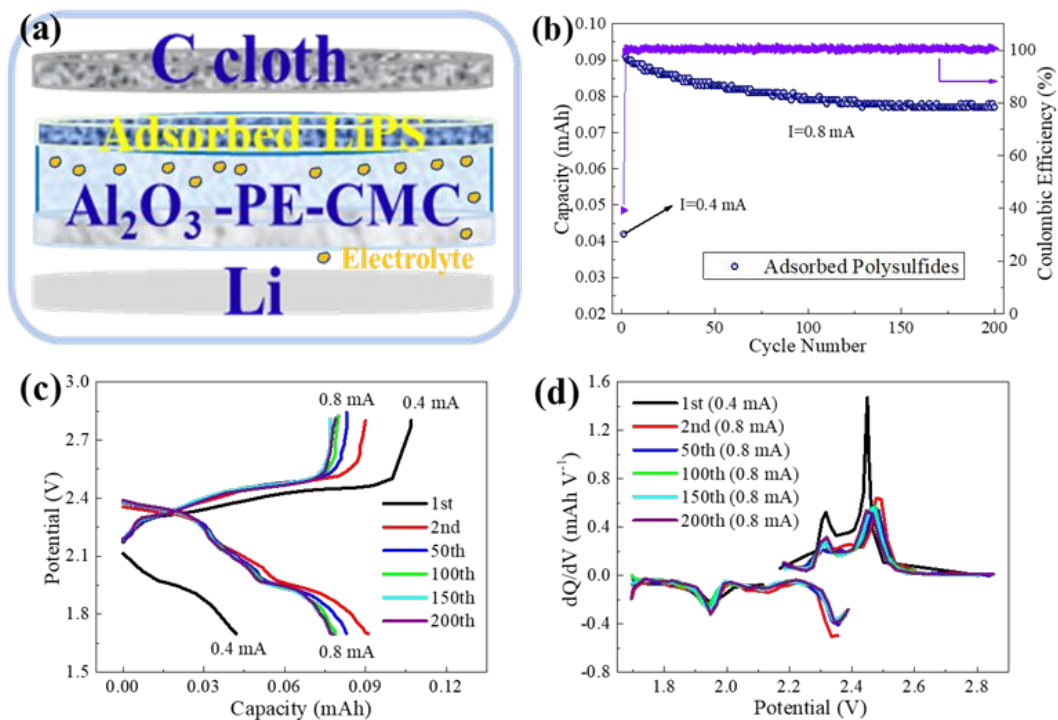 (a)
C cloth
Adsorbed LiPS
Al₂O₃ -PE-CMC
Electrolyte
Li
(b)
0.10
0.09
0.08
0.07
0.06
0.05
0.04
0.03
0.02
Capacity (mAh)
I=0.8 mA
I=0.4 mA
Adsorbed Polysulfides
100
80
60
40
20
0
Coulombic Efficiency (%)
0
50
100
150
200
Cycle Number
(c)
3.0
2.7
2.4
2.1
1.8
1.5
Potential (V)
0.8 mA
0.4 mA
1st
2nd
50th
100th
150th
200th
0.4 mA
0.8 mA
0.00
0.03
0.06
0.09
0.12
Capacity (mAh)
(d)
1.6
1.2
0.8
0.4
0.0
-0.4
-0.8
dQ/dV (mAh V⁻¹)
1st (0.4 mA)
2nd (0.8 mA)
50th (0.8 mA)
100th (0.8 mA)
150th (0.8 mA)
200th (0.8 mA)
1.8
2.0
2.2
2.4
2.6
2.8
Potential (V)